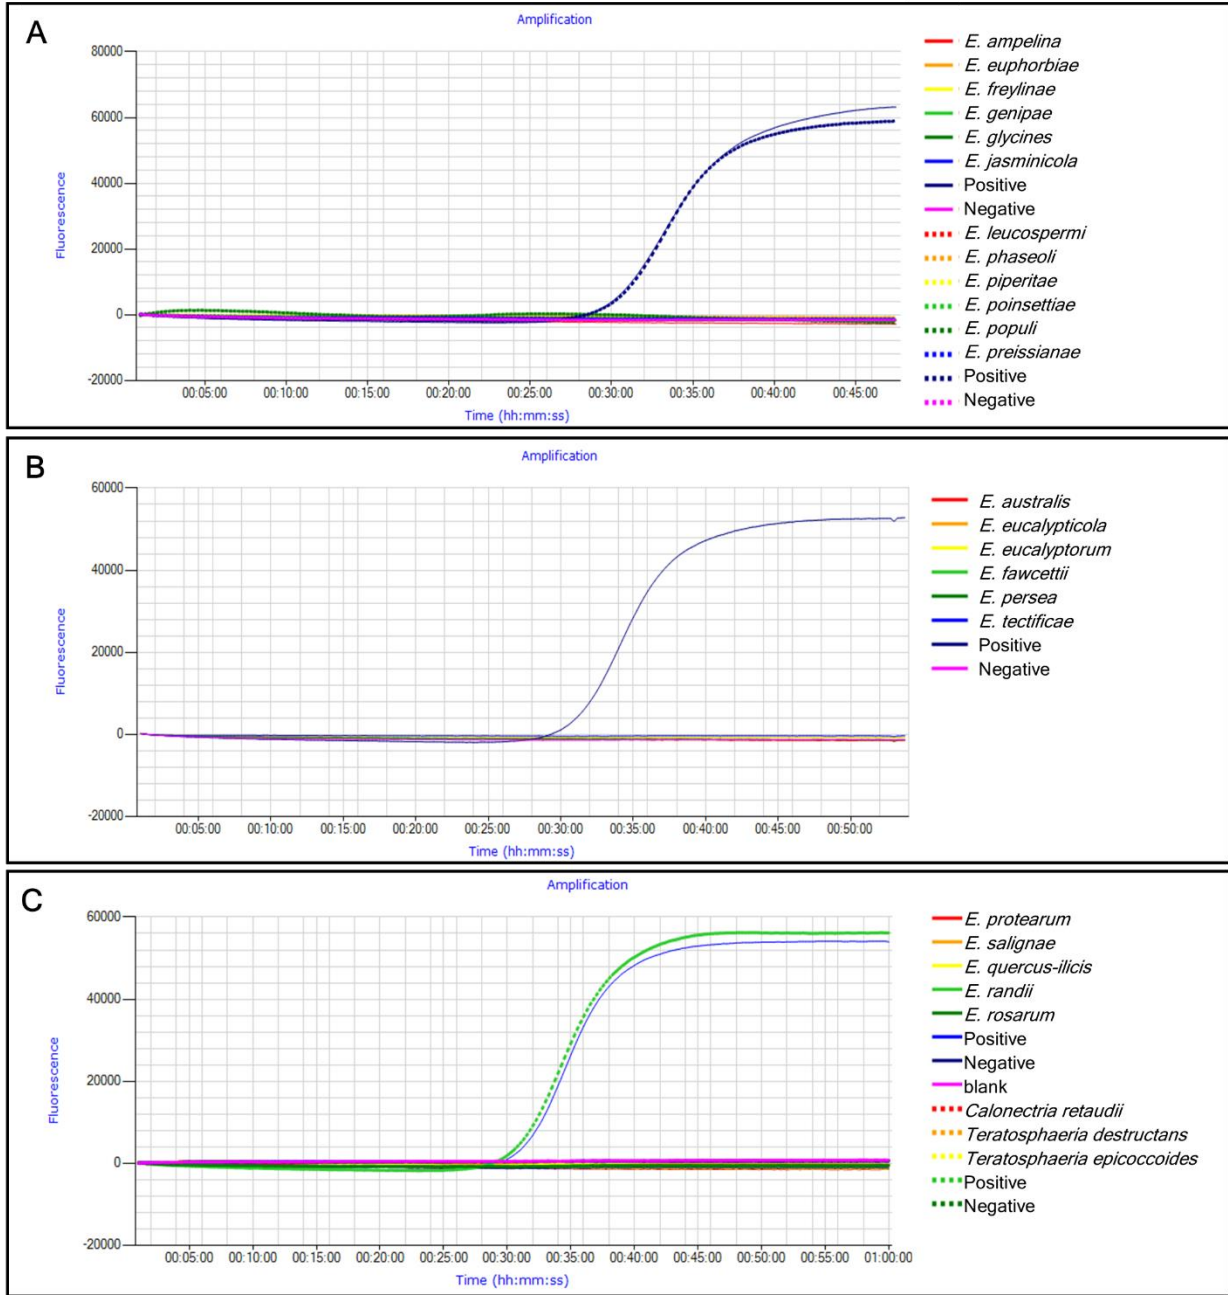 A
Amplification
80000
60000
40000
20000
0
-20000
Fluorescence
00:05:00 00:10:00 00:15:00 00:20:00 00:25:00 00:30:00 00:35:00 00:40:00 00:45:00
Time (hh:mm:ss)
E. ampelina
E. euphorbiae
E. freylinae
E. genipae
E. glycines
E. jasminicola
Positive
Negative
E. leucospermi
E. phaseoli
E. piperitae
E. poinsettiae
E. populi
E. preissianae
Positive
Negative
B
Amplification
60000
40000
20000
0
-20000
Fluorescence
00:05:00 00:10:00 00:15:00 00:20:00 00:25:00 00:30:00 00:35:00 00:40:00 00:45:00 00:50:00
Time (hh:mm:ss)
E. australis
E. eucalypticola
E. eucalyptorum
E. fawcettii
E. persea
E. tectificae
Positive
Negative
C
Amplification
60000
40000
20000
0
-20000
Fluorescence
00:05:00 00:10:00 00:15:00 00:20:00 00:25:00 00:30:00 00:35:00 00:40:00 00:45:00 00:50:00 00:55:00 01:00:00
Time (hh:mm:ss)
E. protearum
E. salignae
E. quercus-ilicis
E. randii
E. rosarum
Positive
Negative
blank
Calonectria retaudii
Teratosphaeria destructans
Teratosphaeria epicoccoides
Positive
Negative